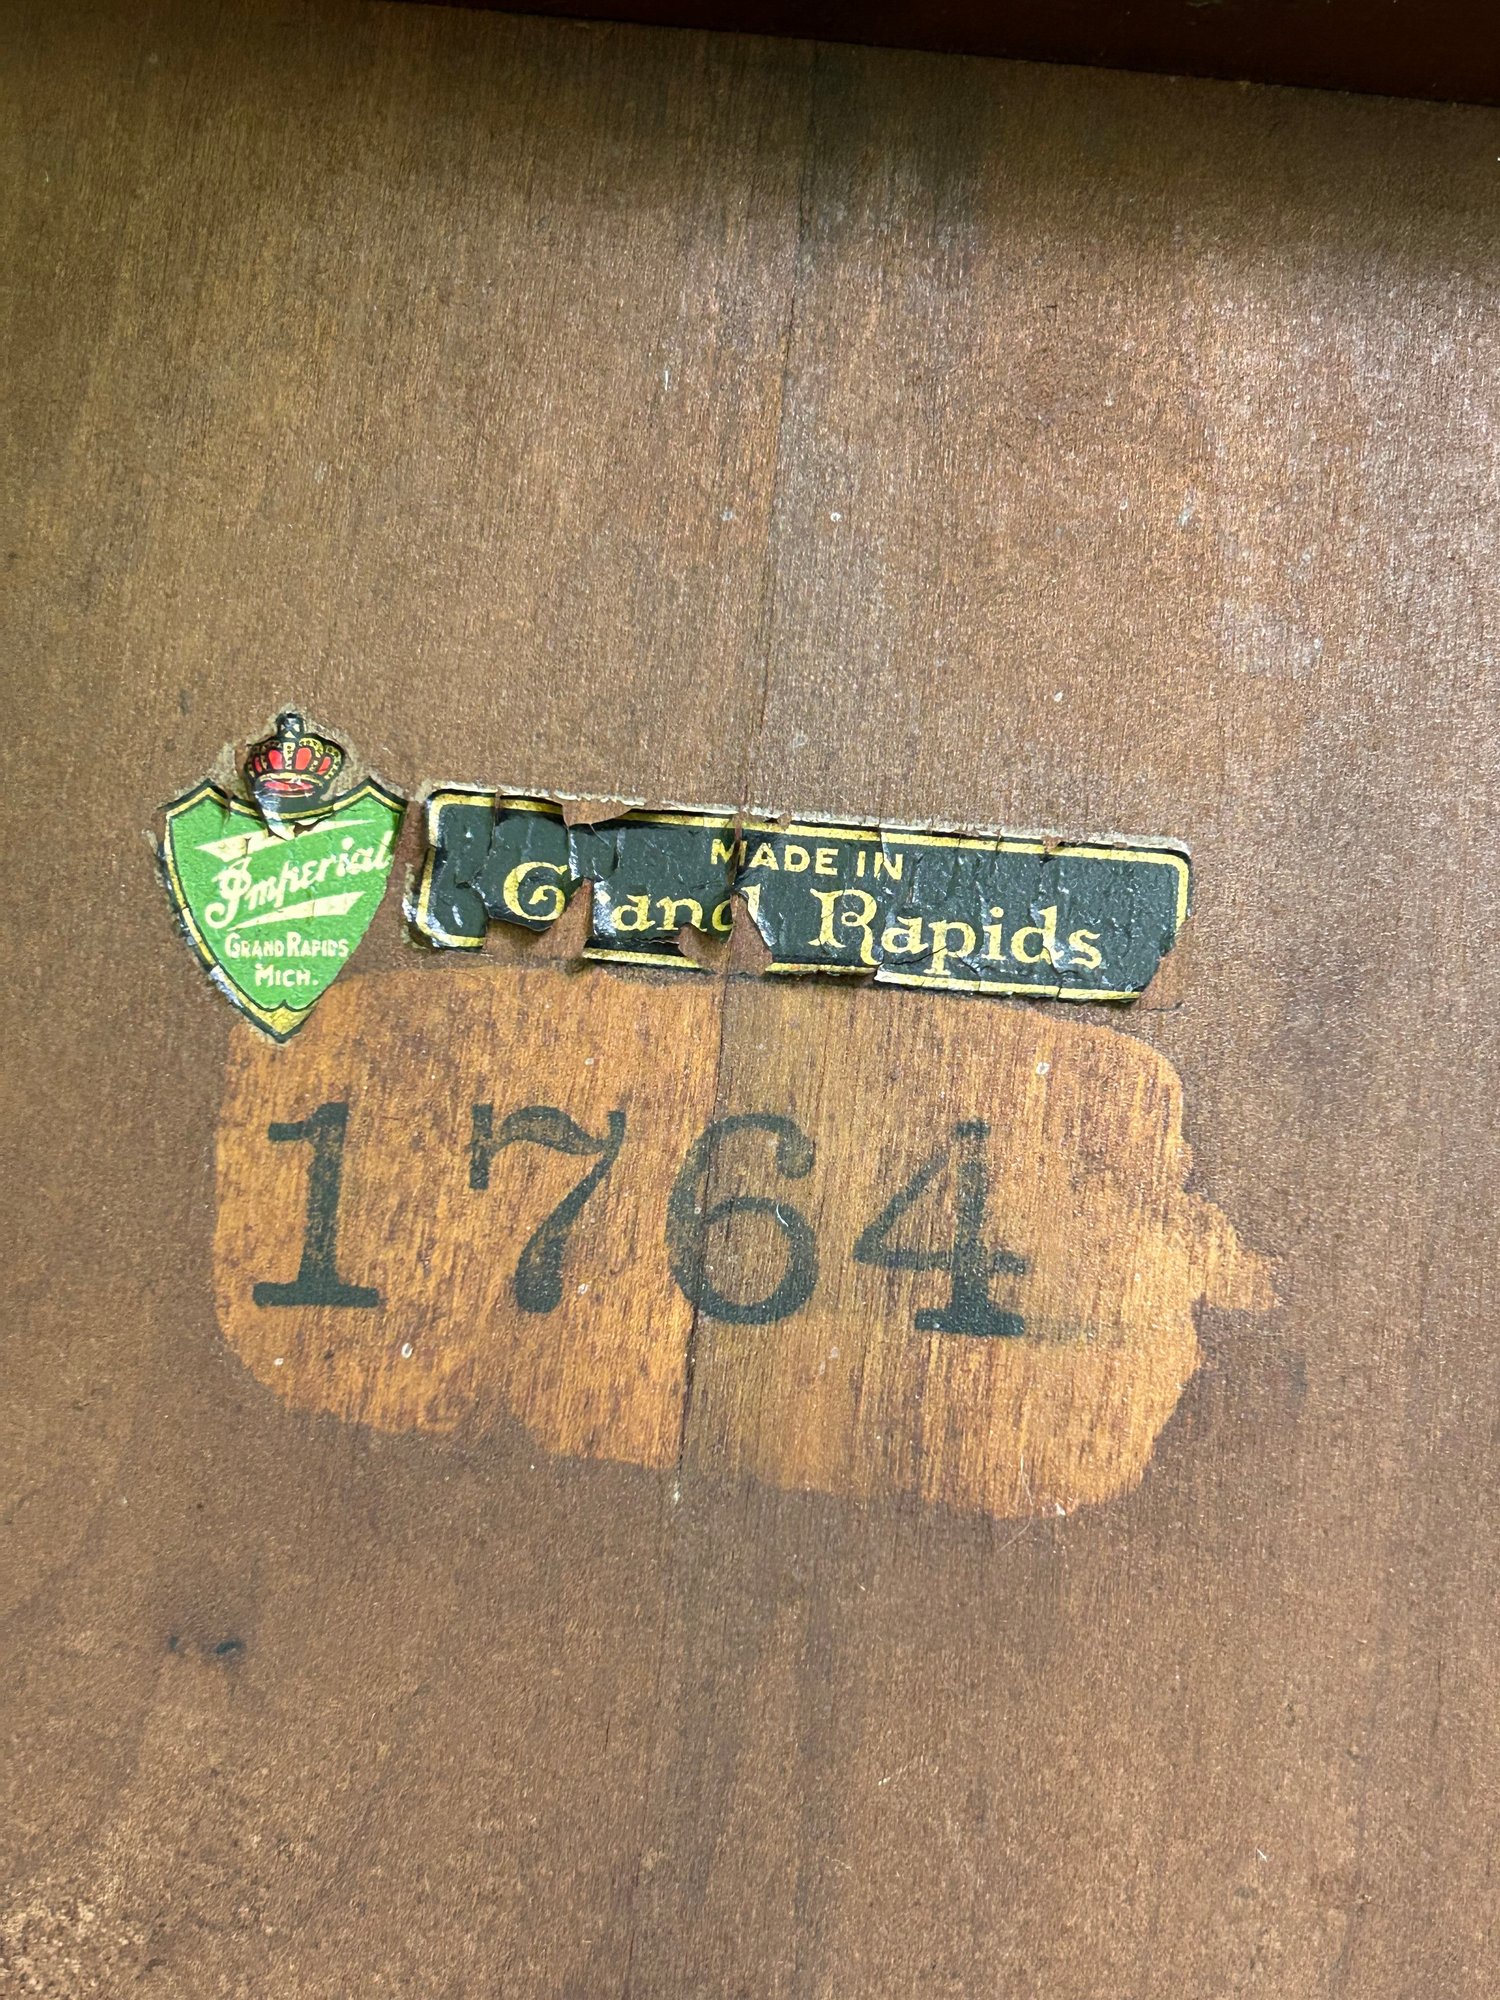 Imperial
GRAND RAPIDS
MICH.
MADE IN
Grand Rapids
1764